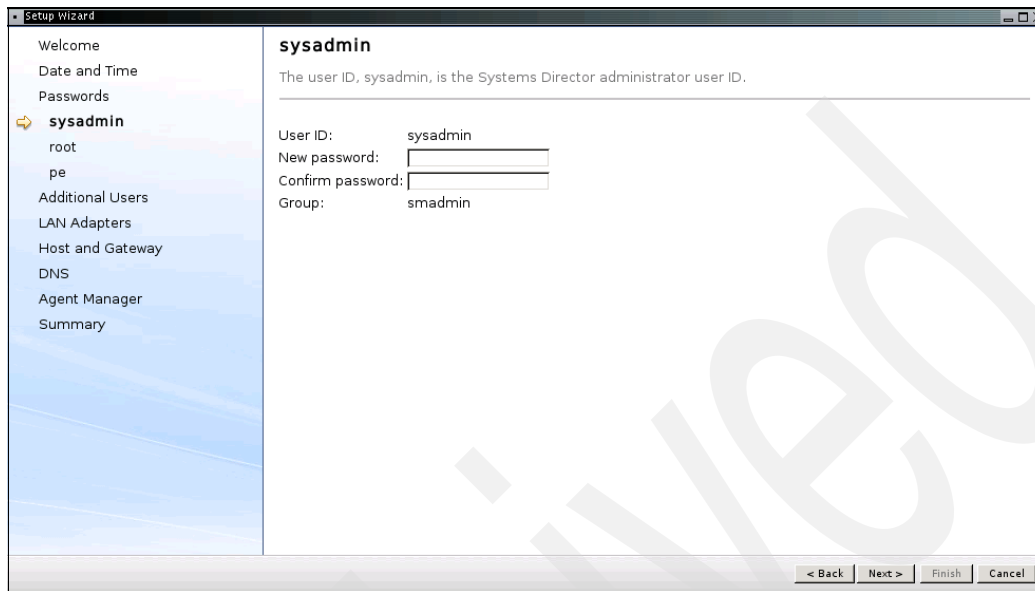 Setup Wizard
Welcome
Date and Time
Passwords
sysadmin
root
pe
Additional Users
LAN Adapters
Host and Gateway
DNS
Agent Manager
Summary
sysadmin
The user ID, sysadmin, is the Systems Director administrator user ID.
User ID: sysadmin
New password:
Confirm password:
Group: smadmin
< Back Next > Finish Cancel